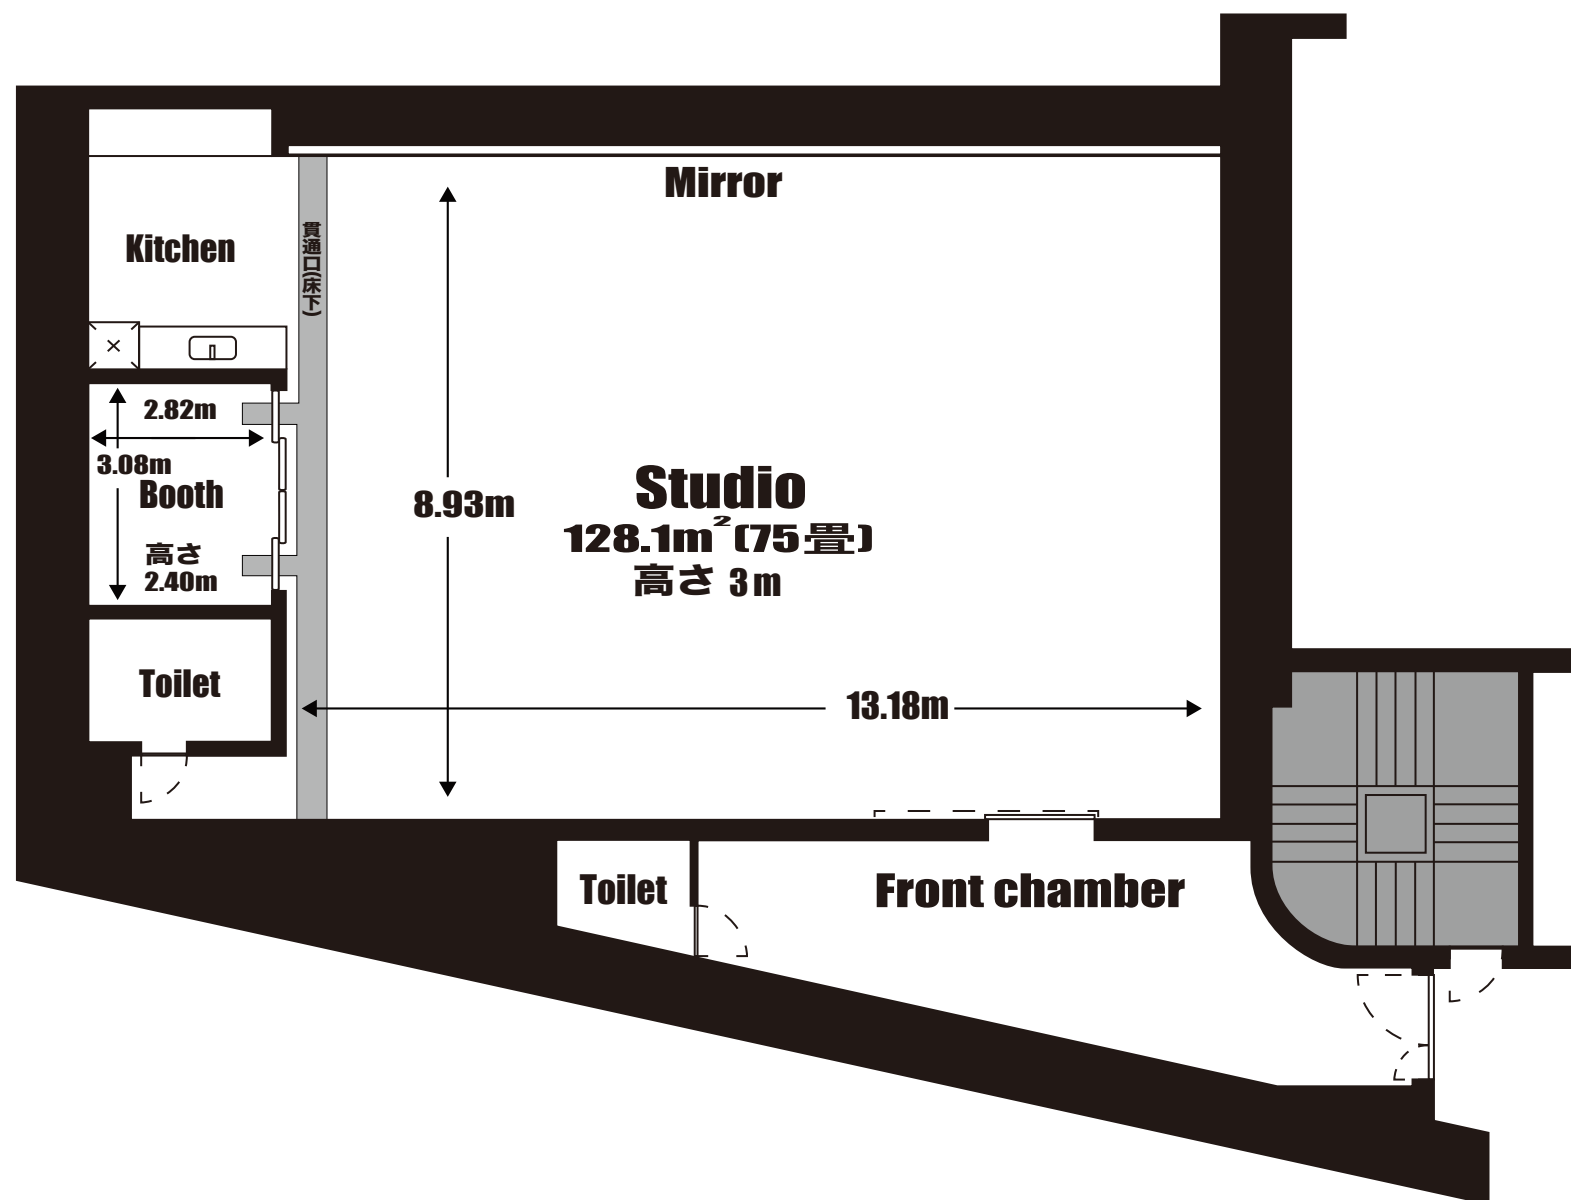 Mirror
Kitchen
貫通口(床下)
2.82m
3.08m
Booth
高さ
2.40m
8.93m
Studio
128.1m²(75畳)
高さ 3m
Toilet
13.18m
Toilet
Front chamber